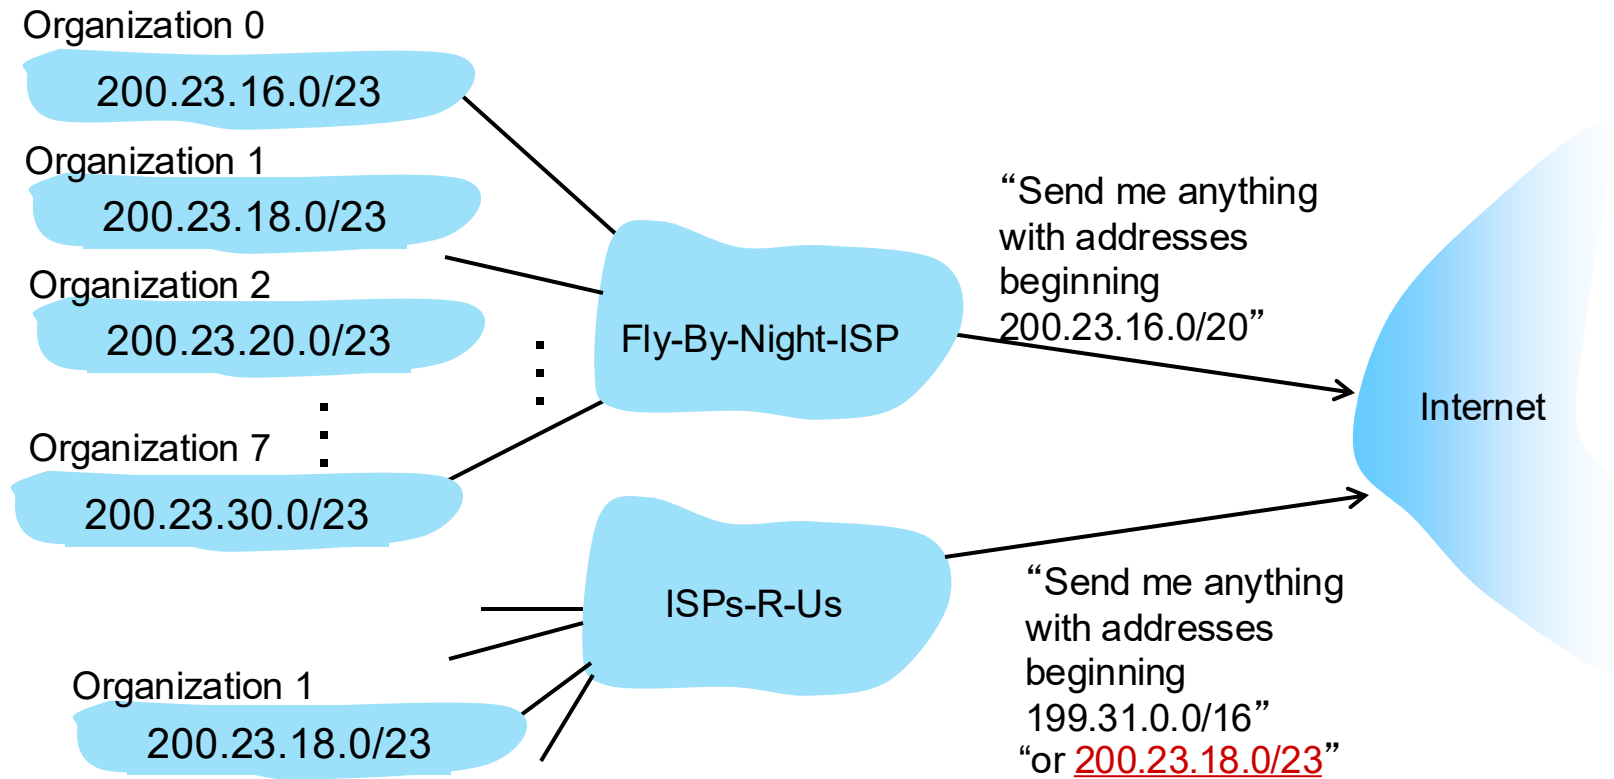 Organization 0
200.23.16.0/23
Organization 1
200.23.18.0/23
Organization 2
200.23.20.0/23
Organization 7
200.23.30.0/23
Fly-By-Night-ISP
“Send me anything
with addresses
beginning
200.23.16.0/20”
Internet
ISPs-R-Us
Organization 1
200.23.18.0/23
“Send me anything
with addresses
beginning
199.31.0.0/16”
“or 200.23.18.0/23”